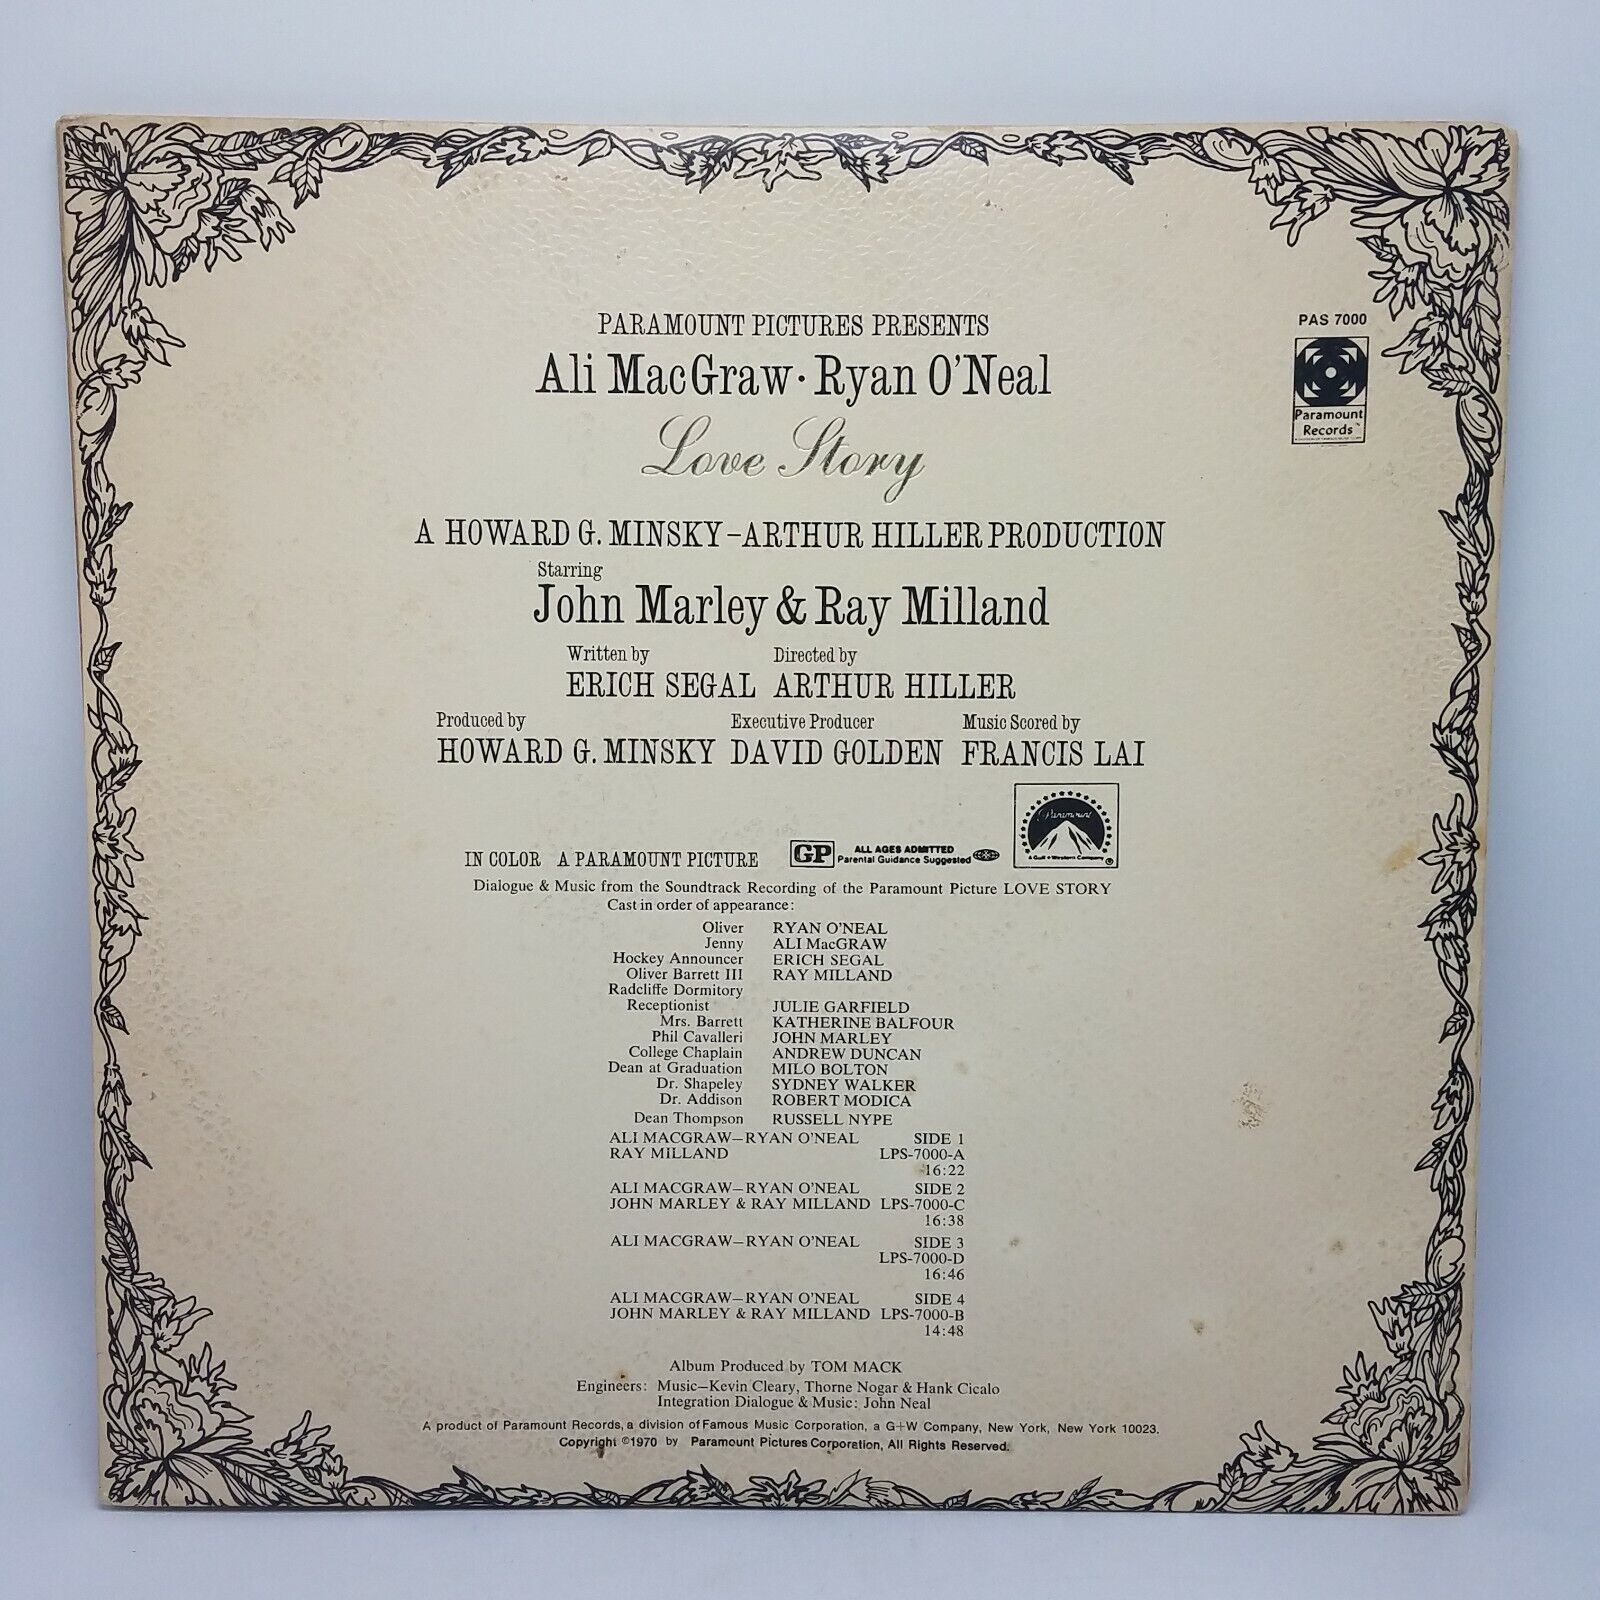 PARAMOUNT PICTURES PRESENTS
PAS 7000
Ali MacGraw · Ryan O'Neal
Paramount
Records
Love Story
A HOWARD G. MINSKY–ARTHUR HILLER PRODUCTION
Starring
John Marley & Ray Milland
Written by Directed by
ERICH SEGAL ARTHUR HILLER
Produced by Executive Producer Music Scored by
HOWARD G. MINSKY DAVID GOLDEN FRANCIS LAI
Paramount
A Gulf + Western Company ®
IN COLOR A PARAMOUNT PICTURE GP ALL AGES ADMITTED
Parental Guidance Suggested
Dialogue & Music from the Soundtrack Recording of the Paramount Picture LOVE STORY
Cast in order of appearance:
Oliver RYAN O'NEAL
Jenny ALI MacGRAW
Hockey Announcer ERICH SEGAL
Oliver Barrett III RAY MILLAND
Radcliffe Dormitory
Receptionist JULIE GARFIELD
Mrs. Barrett KATHERINE BALFOUR
Phil Cavalleri JOHN MARLEY
College Chaplain ANDREW DUNCAN
Dean at Graduation MILO BOLTON
Dr. Shapeley SYDNEY WALKER
Dr. Addison ROBERT MODICA
Dean Thompson RUSSELL NYPE
ALI MACGRAW–RYAN O'NEAL SIDE 1
RAY MILLAND LPS-7000-A
16:22
ALI MACGRAW–RYAN O'NEAL SIDE 2
JOHN MARLEY & RAY MILLAND LPS-7000-C
16:38
ALI MACGRAW–RYAN O'NEAL SIDE 3
LPS-7000-D
16:46
ALI MACGRAW–RYAN O'NEAL SIDE 4
JOHN MARLEY & RAY MILLAND LPS-7000-B
14:48
Album Produced by TOM MACK
Engineers: Music–Kevin Cleary, Thorne Nogar & Hank Cicalo
Integration Dialogue & Music: John Neal
A product of Paramount Records, a division of Famous Music Corporation, a G+W Company, New York, New York 10023.
Copyright ©1970 by Paramount Pictures Corporation, All Rights Reserved.